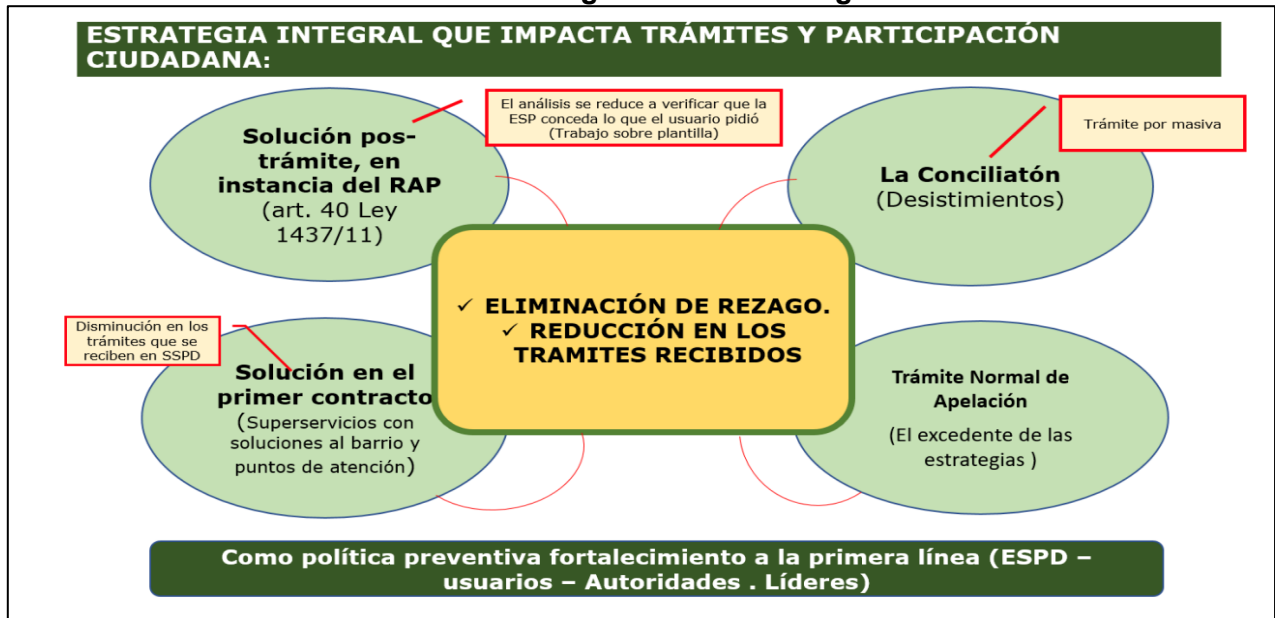 ESTRATEGIA INTEGRAL QUE IMPACTA TRÁMITES Y PARTICIPACIÓN
CIUDADANA:
Solución pos-
trámite, en
instancia del RAP
(art. 40 Ley
1437/11)
El análisis se reduce a verificar que la
ESP conceda lo que el usuario pidió
(Trabajo sobre plantilla)
La Conciliatón
(Desistimientos)
Trámite por masiva
✓ ELIMINACIÓN DE REZAGO.
✓ REDUCCIÓN EN LOS
TRAMITES RECIBIDOS
Disminución en los
trámites que se
reciben en SSPD
Solución en el
primer contracto
(Superservicios con
soluciones al barrio y
puntos de atención)
Trámite Normal de
Apelación
(El excedente de las
estrategias )
Como política preventiva fortalecimiento a la primera línea (ESPD –
usuarios – Autoridades . Líderes)